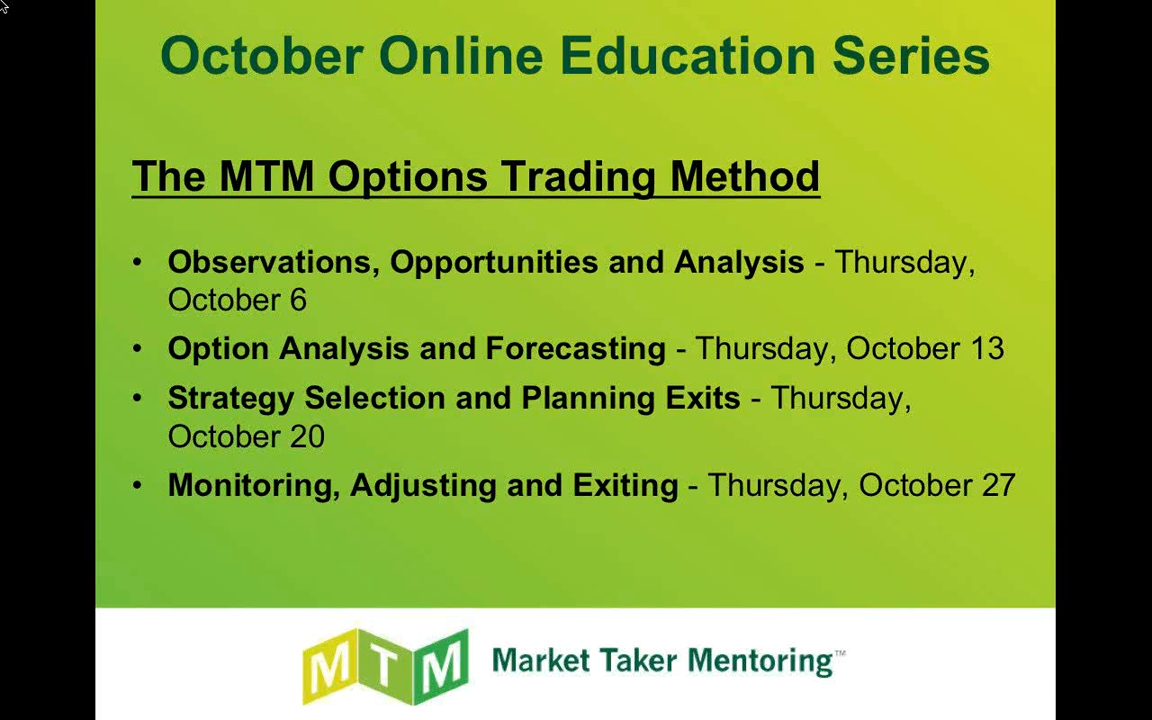 October Online Education Series
The MTM Options Trading Method
• Observations, Opportunities and Analysis - Thursday,
October 6
• Option Analysis and Forecasting - Thursday, October 13
• Strategy Selection and Planning Exits - Thursday,
October 20
• Monitoring, Adjusting and Exiting - Thursday, October 27
MTM Market Taker Mentoring™